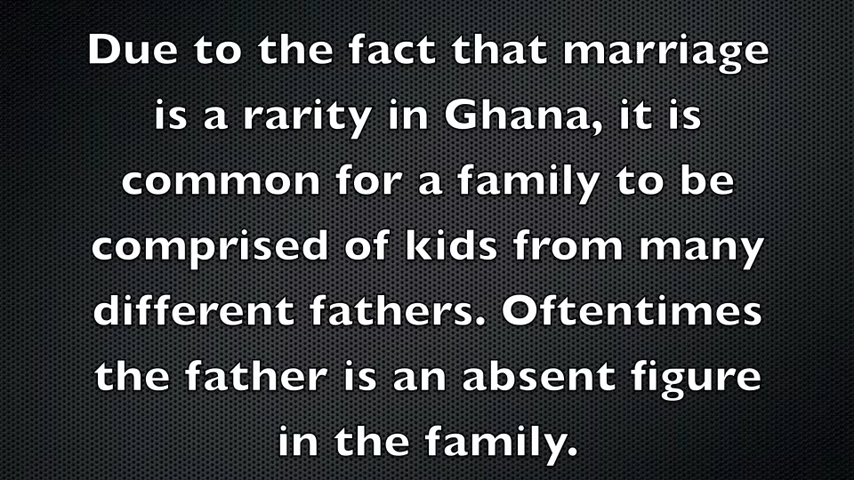 Due to the fact that marriage
is a rarity in Ghana, it is
common for a family to be
comprised of kids from many
different fathers. Oftentimes
the father is an absent figure
in the family.